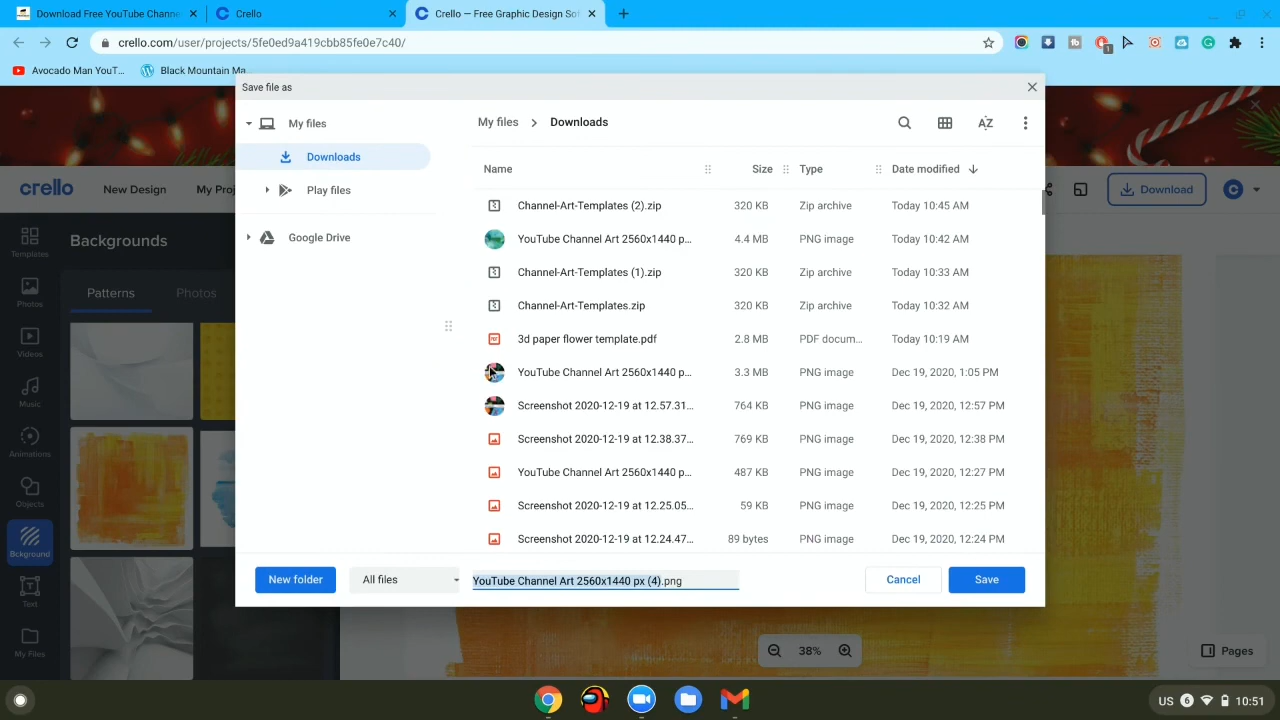 Download Free YouTube Channe
Crello
Crello — Free Graphic Design Sof
crello.com/user/projects/5fe0ed9a419cbb85fe0e7c40/
1
Avocado Man YouT...
Black Mountain Ma
Save file as
My files
Downloads
Play files
Google Drive
My files > Downloads
AZ
Name Size Type Date modified
Channel-Art-Templates (2).zip 320 KB Zip archive Today 10:45 AM
YouTube Channel Art 2560x1440 p... 4.4 MB PNG image Today 10:42 AM
Channel-Art-Templates (1).zip 320 KB Zip archive Today 10:33 AM
Channel-Art-Templates.zip 320 KB Zip archive Today 10:32 AM
3d paper flower template.pdf 2.8 MB PDF docum... Today 10:19 AM
YouTube Channel Art 2560x1440 p... 3.3 MB PNG image Dec 19, 2020, 1:05 PM
Screenshot 2020-12-19 at 12.57.31... 764 KB PNG image Dec 19, 2020, 12:57 PM
Screenshot 2020-12-19 at 12.38.37... 769 KB PNG image Dec 19, 2020, 12:38 PM
YouTube Channel Art 2560x1440 p... 487 KB PNG image Dec 19, 2020, 12:27 PM
Screenshot 2020-12-19 at 12.25.05... 59 KB PNG image Dec 19, 2020, 12:25 PM
Screenshot 2020-12-19 at 12.24.47... 89 bytes PNG image Dec 19, 2020, 12:24 PM
New folder All files YouTube Channel Art 2560x1440 px (4).png Cancel Save
crello New Design My Proj
Download C
Templates
Photos
Videos
Music
Animations
Objects
Bckground
Text
My Files
Backgrounds
Patterns Photos
38%
Pages
US 6 10:51